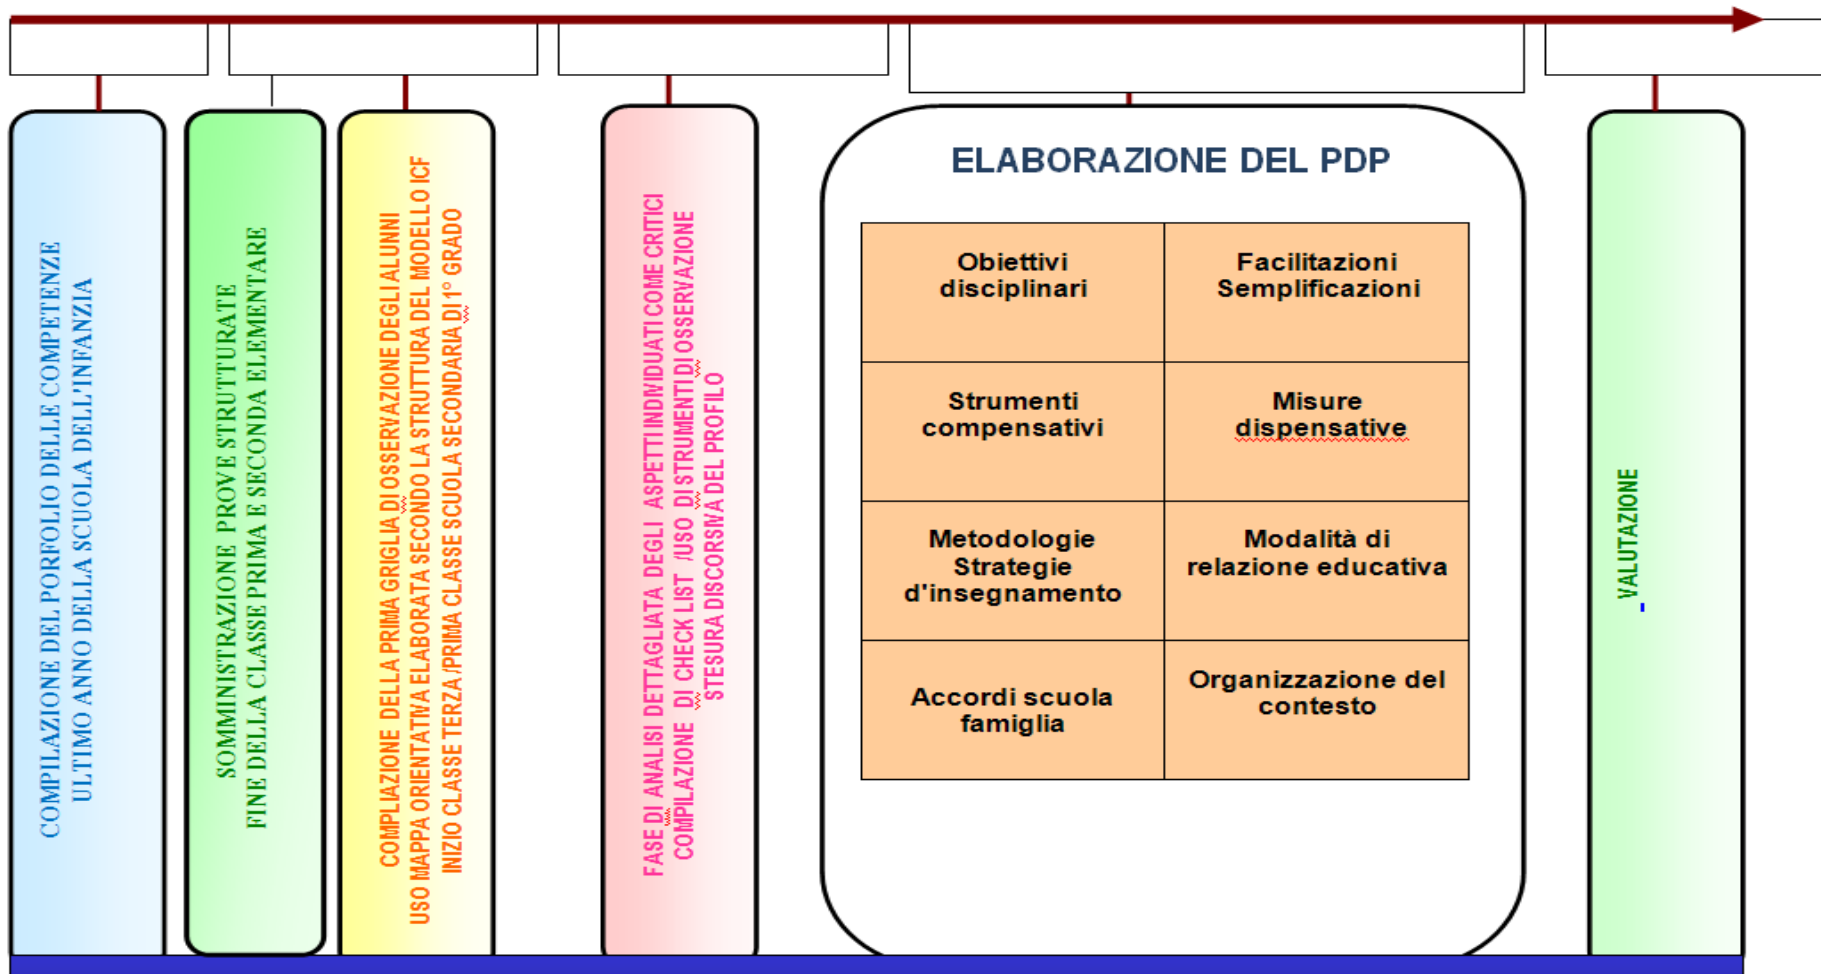 COMPILAZIONE DEL PORFOLIO DELLE COMPETENZE
ULTIMO ANNO DELLA SCUOLA DELL'INFANZIA
SOMMINISTRAZIONE PROVE STRUTTURATE
FINE DELLA CLASSE PRIMA E SECONDA ELEMENTARE
COMPLIAZIONE DELLA PRIMA GRIGLIA DI OSSERVAZIONE DEGLI ALUNNI
USO MAPPA ORIENTATIVA ELABORATA SECONDO LA STRUTTURA DEL MODELLO ICF
INIZIO CLASSE TERZA /PRIMA CLASSE SCUOLA SECONDARIA DI 1° GRADO
FASE DI ANALISI DETTAGLIATA DEGLI ASPETTI INDIVIDUATI COME CRITICI
COMPILAZIONE DI CHECK LIST /USO DI STRUMENTI DI OSSERVAZIONE
STESURA DISCORSIVA DEL PROFILO
ELABORAZIONE DEL PDP
Obiettivi
disciplinari
Facilitazioni
Semplificazioni
Strumenti
compensativi
Misure
dispensative
Metodologie
Strategie
d'insegnamento
Modalità di
relazione educativa
Accordi scuola
famiglia
Organizzazione del
contesto
VALUTAZIONE